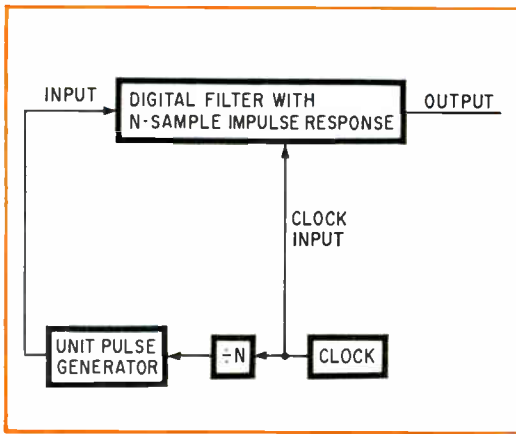 INPUT
DIGITAL FILTER WITH
N-SAMPLE IMPULSE RESPONSE
OUTPUT
CLOCK
INPUT
UNIT PULSE
GENERATOR
÷N
CLOCK